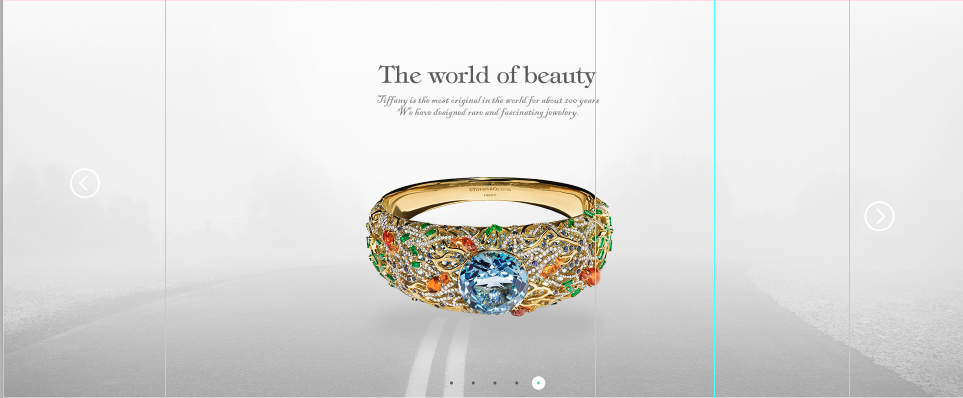 The world of beauty
Tiffany is the most original in the world for about 200 years
We have designed rare and fascinating jewelery.